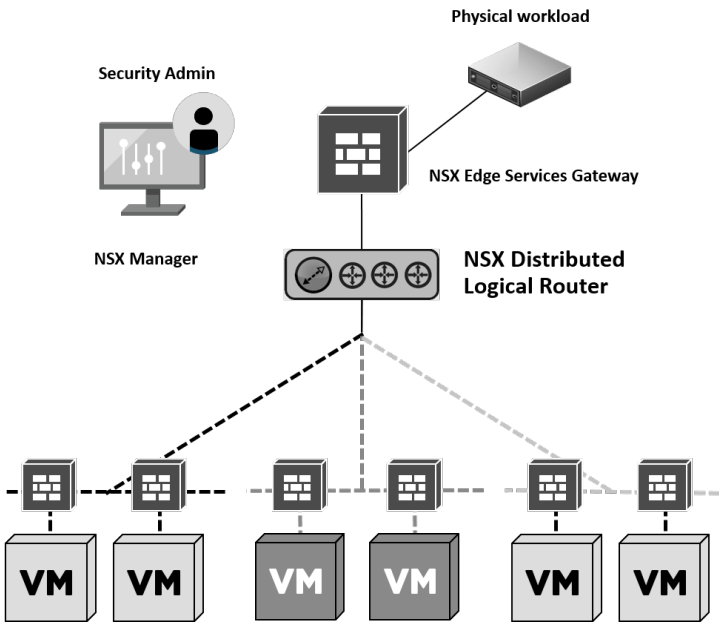 Physical workload
Security Admin
NSX Edge Services Gateway
NSX Manager
NSX Distributed
Logical Router
VM
VM
VM
VM
VM
VM